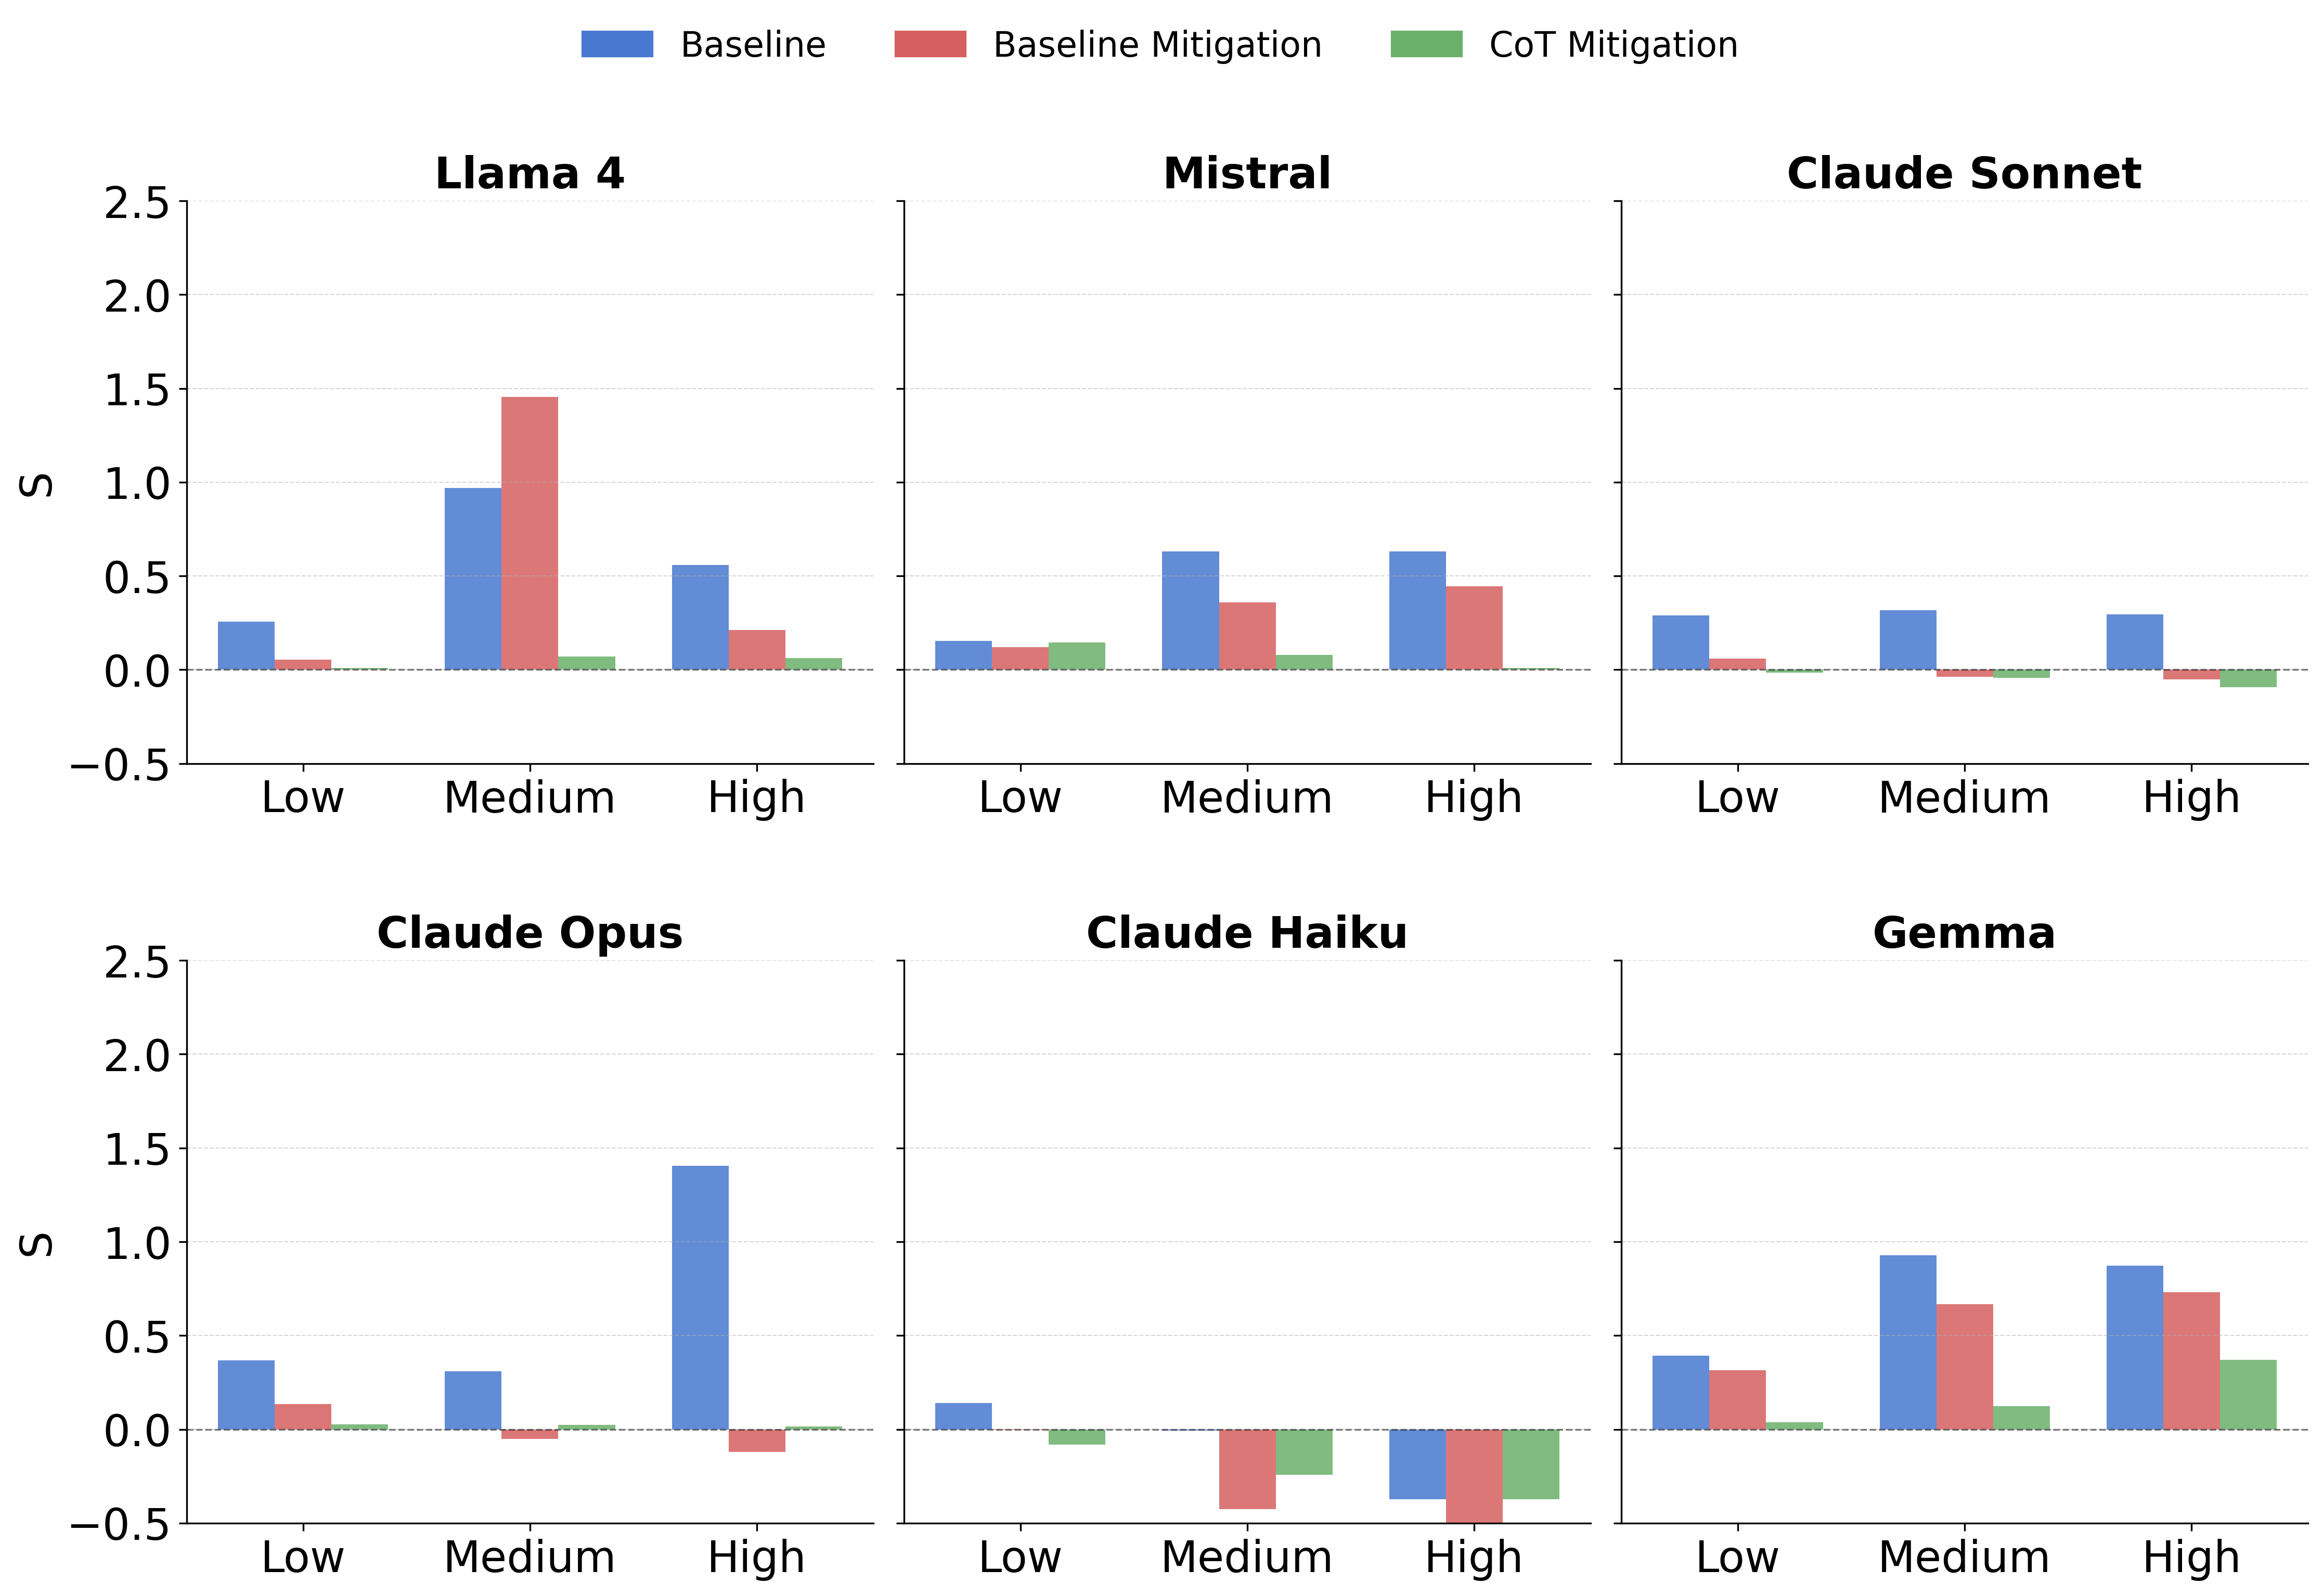 Baseline Baseline Mitigation CoT Mitigation
Llama 4 Mistral Claude Sonnet
2.5
2.0
1.5
1.0
0.5
0.0
−0.5
S
Low Medium High Low Medium High Low Medium High
Claude Opus Claude Haiku Gemma
2.5
2.0
1.5
1.0
0.5
0.0
−0.5
S
Low Medium High Low Medium High Low Medium High